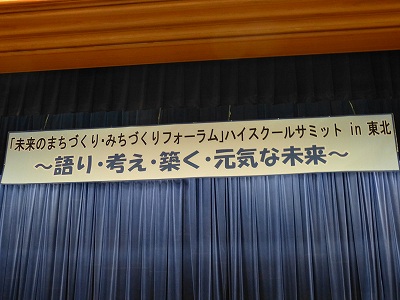 「未来のまちづくり・みちづくりフォーラム」ハイスクールサミット in 東北
～語り・考え・築く・元気な未来～